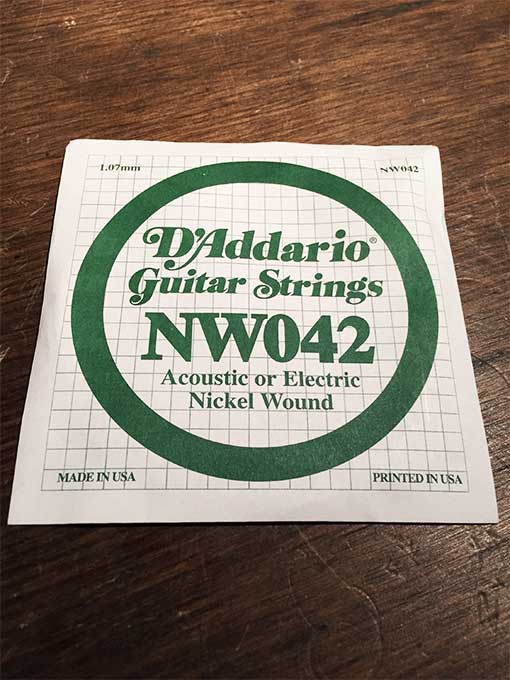 1.07mm
NW042
D'Addario®
Guitar Strings
NW042
Acoustic or Electric
Nickel Wound
MADE IN USA
PRINTED IN USA